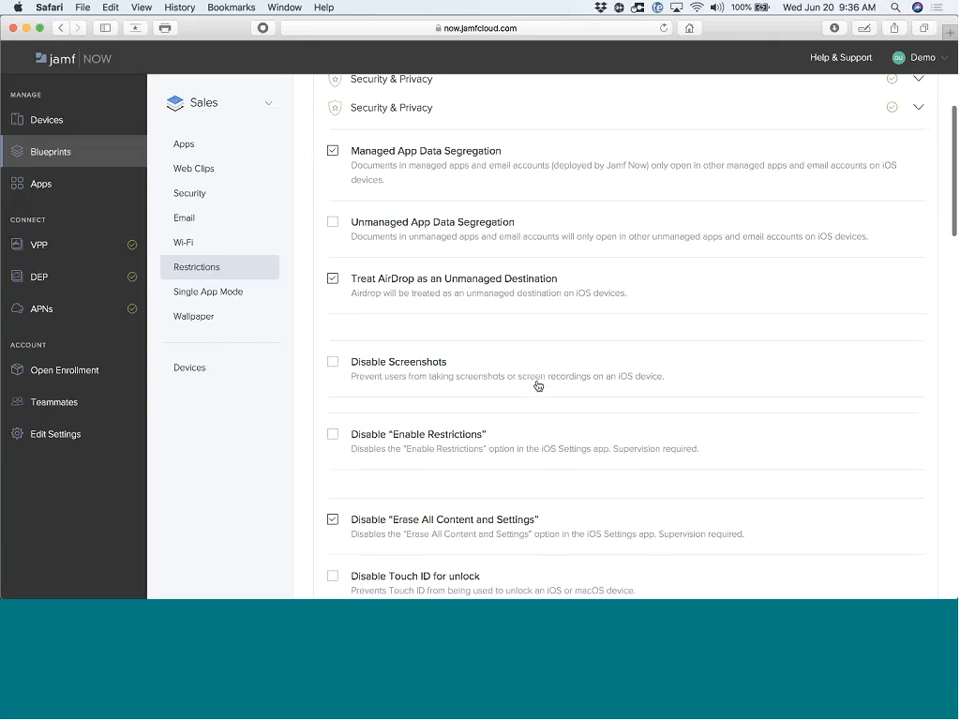 Safari File Edit View History Bookmarks Window Help 100% Wed Jun 20 9:36 AM
now.jamfcloud.com
jamf NOW Help & Support DU Demo
MANAGE
Devices
Blueprints
Apps
CONNECT
VPP
DEP
APNs
ACCOUNT
Open Enrollment
Teammates
Edit Settings
Sales
Apps
Web Clips
Security
Email
Wi-Fi
Restrictions
Single App Mode
Wallpaper
Devices
Security & Privacy
Security & Privacy
Managed App Data Segregation
Documents in managed apps and email accounts (deployed by Jamf Now) only open in other managed apps and email accounts on iOS
devices.
Unmanaged App Data Segregation
Documents in unmanaged apps and email accounts will only open in other unmanaged apps and email accounts on iOS devices.
Treat AirDrop as an Unmanaged Destination
Airdrop will be treated as an unmanaged destination on iOS devices.
Disable Screenshots
Prevent users from taking screenshots or screen recordings on an iOS device.
Disable “Enable Restrictions”
Disables the "Enable Restrictions" option in the iOS Settings app. Supervision required.
Disable “Erase All Content and Settings”
Disables the "Erase All Content and Settings" option in the iOS Settings app. Supervision required.
Disable Touch ID for unlock
Prevents Touch ID from being used to unlock an iOS or macOS device.